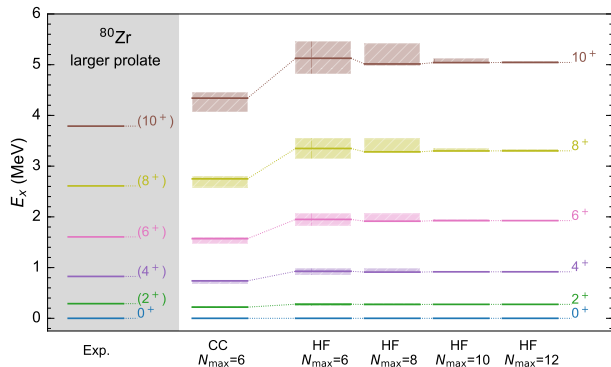 ⁸⁰Zr
larger prolate
E_x (MeV)
6
5
4
3
2
1
0
(10⁺)
(8⁺)
(6⁺)
(4⁺)
(2⁺)
0⁺
10⁺
8⁺
6⁺
4⁺
2⁺
0⁺
Exp.
CC
N_max=6
HF
N_max=6
HF
N_max=8
HF
N_max=10
HF
N_max=12